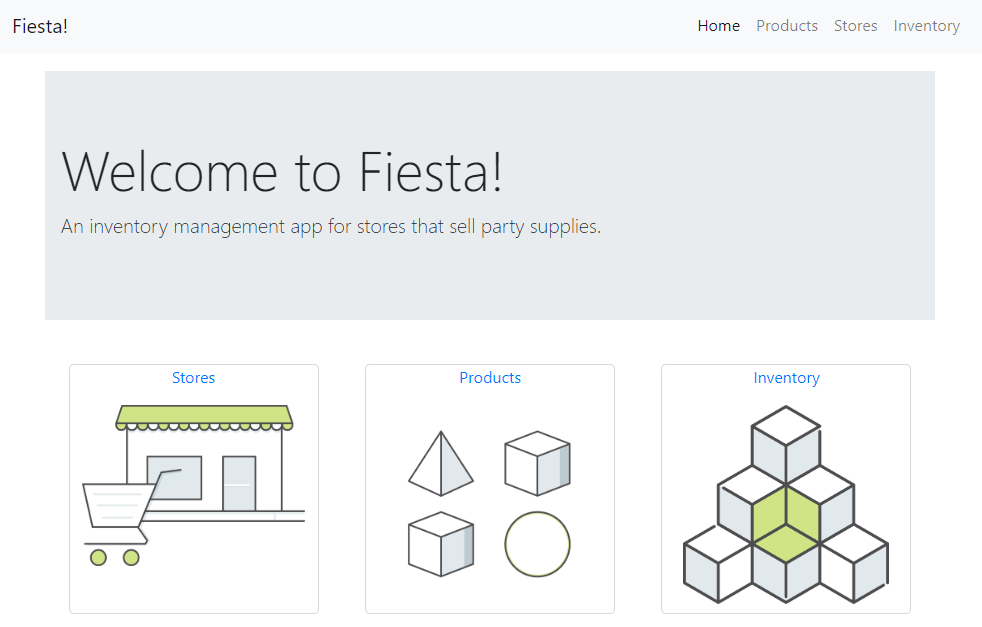 Fiesta!
Home Products Stores Inventory
Welcome to Fiesta!
An inventory management app for stores that sell party supplies.
Stores
Products
Inventory